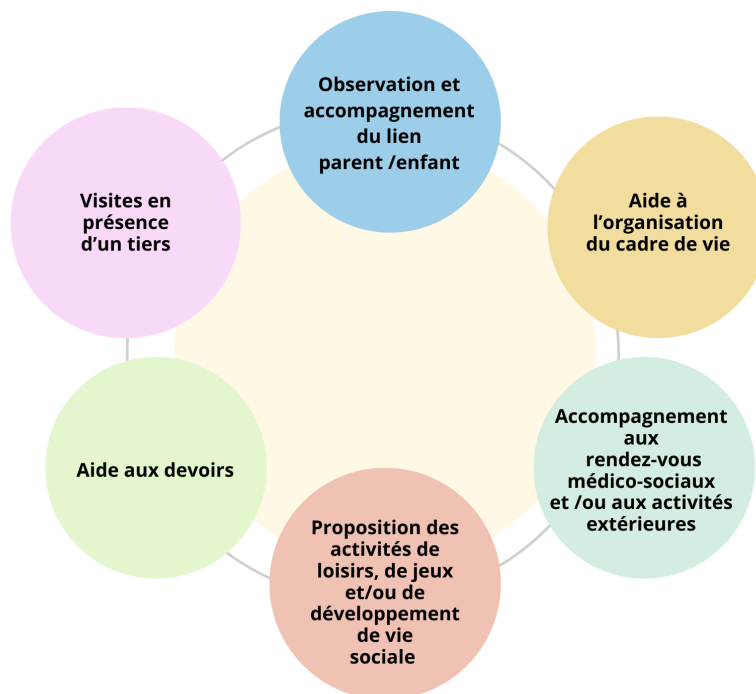 Observation et
accompagnement
du lien
parent /enfant
Aide à
l’organisation
du cadre de vie
Accompagnement
aux
rendez-vous
médico-sociaux
et /ou aux activités
extérieures
Proposition des
activités de
loisirs, de jeux
et/ou de
développement
de vie
sociale
Aide aux devoirs
Visites en
présence
d’un tiers